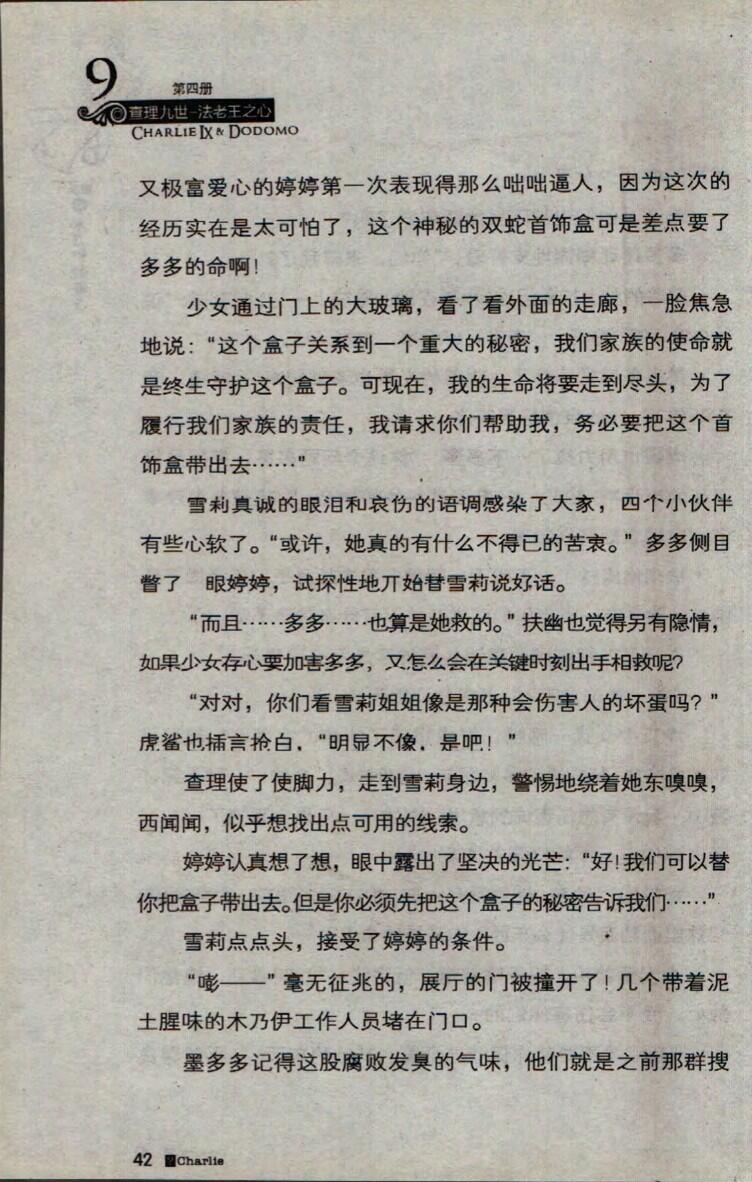 9
第四册
查理九世-法老王之心
CHARLIE IX & DODOMO
又极富爱心的婷婷第一次表现得那么咄咄逼人，因为这次的
经历实在是太可怕了，这个神秘的双蛇首饰盒可是差点要了
多多的命啊！
少女通过门上的大玻璃，看了看外面的走廊，一脸焦急
地说：“这个盒子关系到一个重大的秘密，我们家族的使命就
是终生守护这个盒子。可现在，我的生命将要走到尽头，为了
履行我们家族的责任，我请求你们帮助我，务必要把这个首
饰盒带出去……”
雪莉真诚的眼泪和哀伤的语调感染了大家，四个小伙伴
有些心软了。“或许，她真的有什么不得已的苦衷。”多多侧目
瞥了 眼婷婷，试探性地开始替雪莉说好话。
“而且……多多……也算是她救的。”扶幽也觉得另有隐情，
如果少女存心要加害多多，又怎么会在关键时刻出手相救呢？
“对对，你们看雪莉姐姐像是那种会伤害人的坏蛋吗？”
虎鲨也插言抢白，“明显不像，是吧！”
查理使了使脚力，走到雪莉身边，警惕地绕着她东嗅嗅，
西闻闻，似乎想找出点可用的线索。
婷婷认真想了想，眼中露出了坚决的光芒：“好！我们可以替
你把盒子带出去。但是你必须先把这个盒子的秘密告诉我们……”
雪莉点点头，接受了婷婷的条件。
“嘭——”毫无征兆的，展厅的门被撞开了！几个带着泥
土腥味的木乃伊工作人员堵在门口。
墨多多记得这股腐败发臭的气味，他们就是之前那群搜
42 Charlie